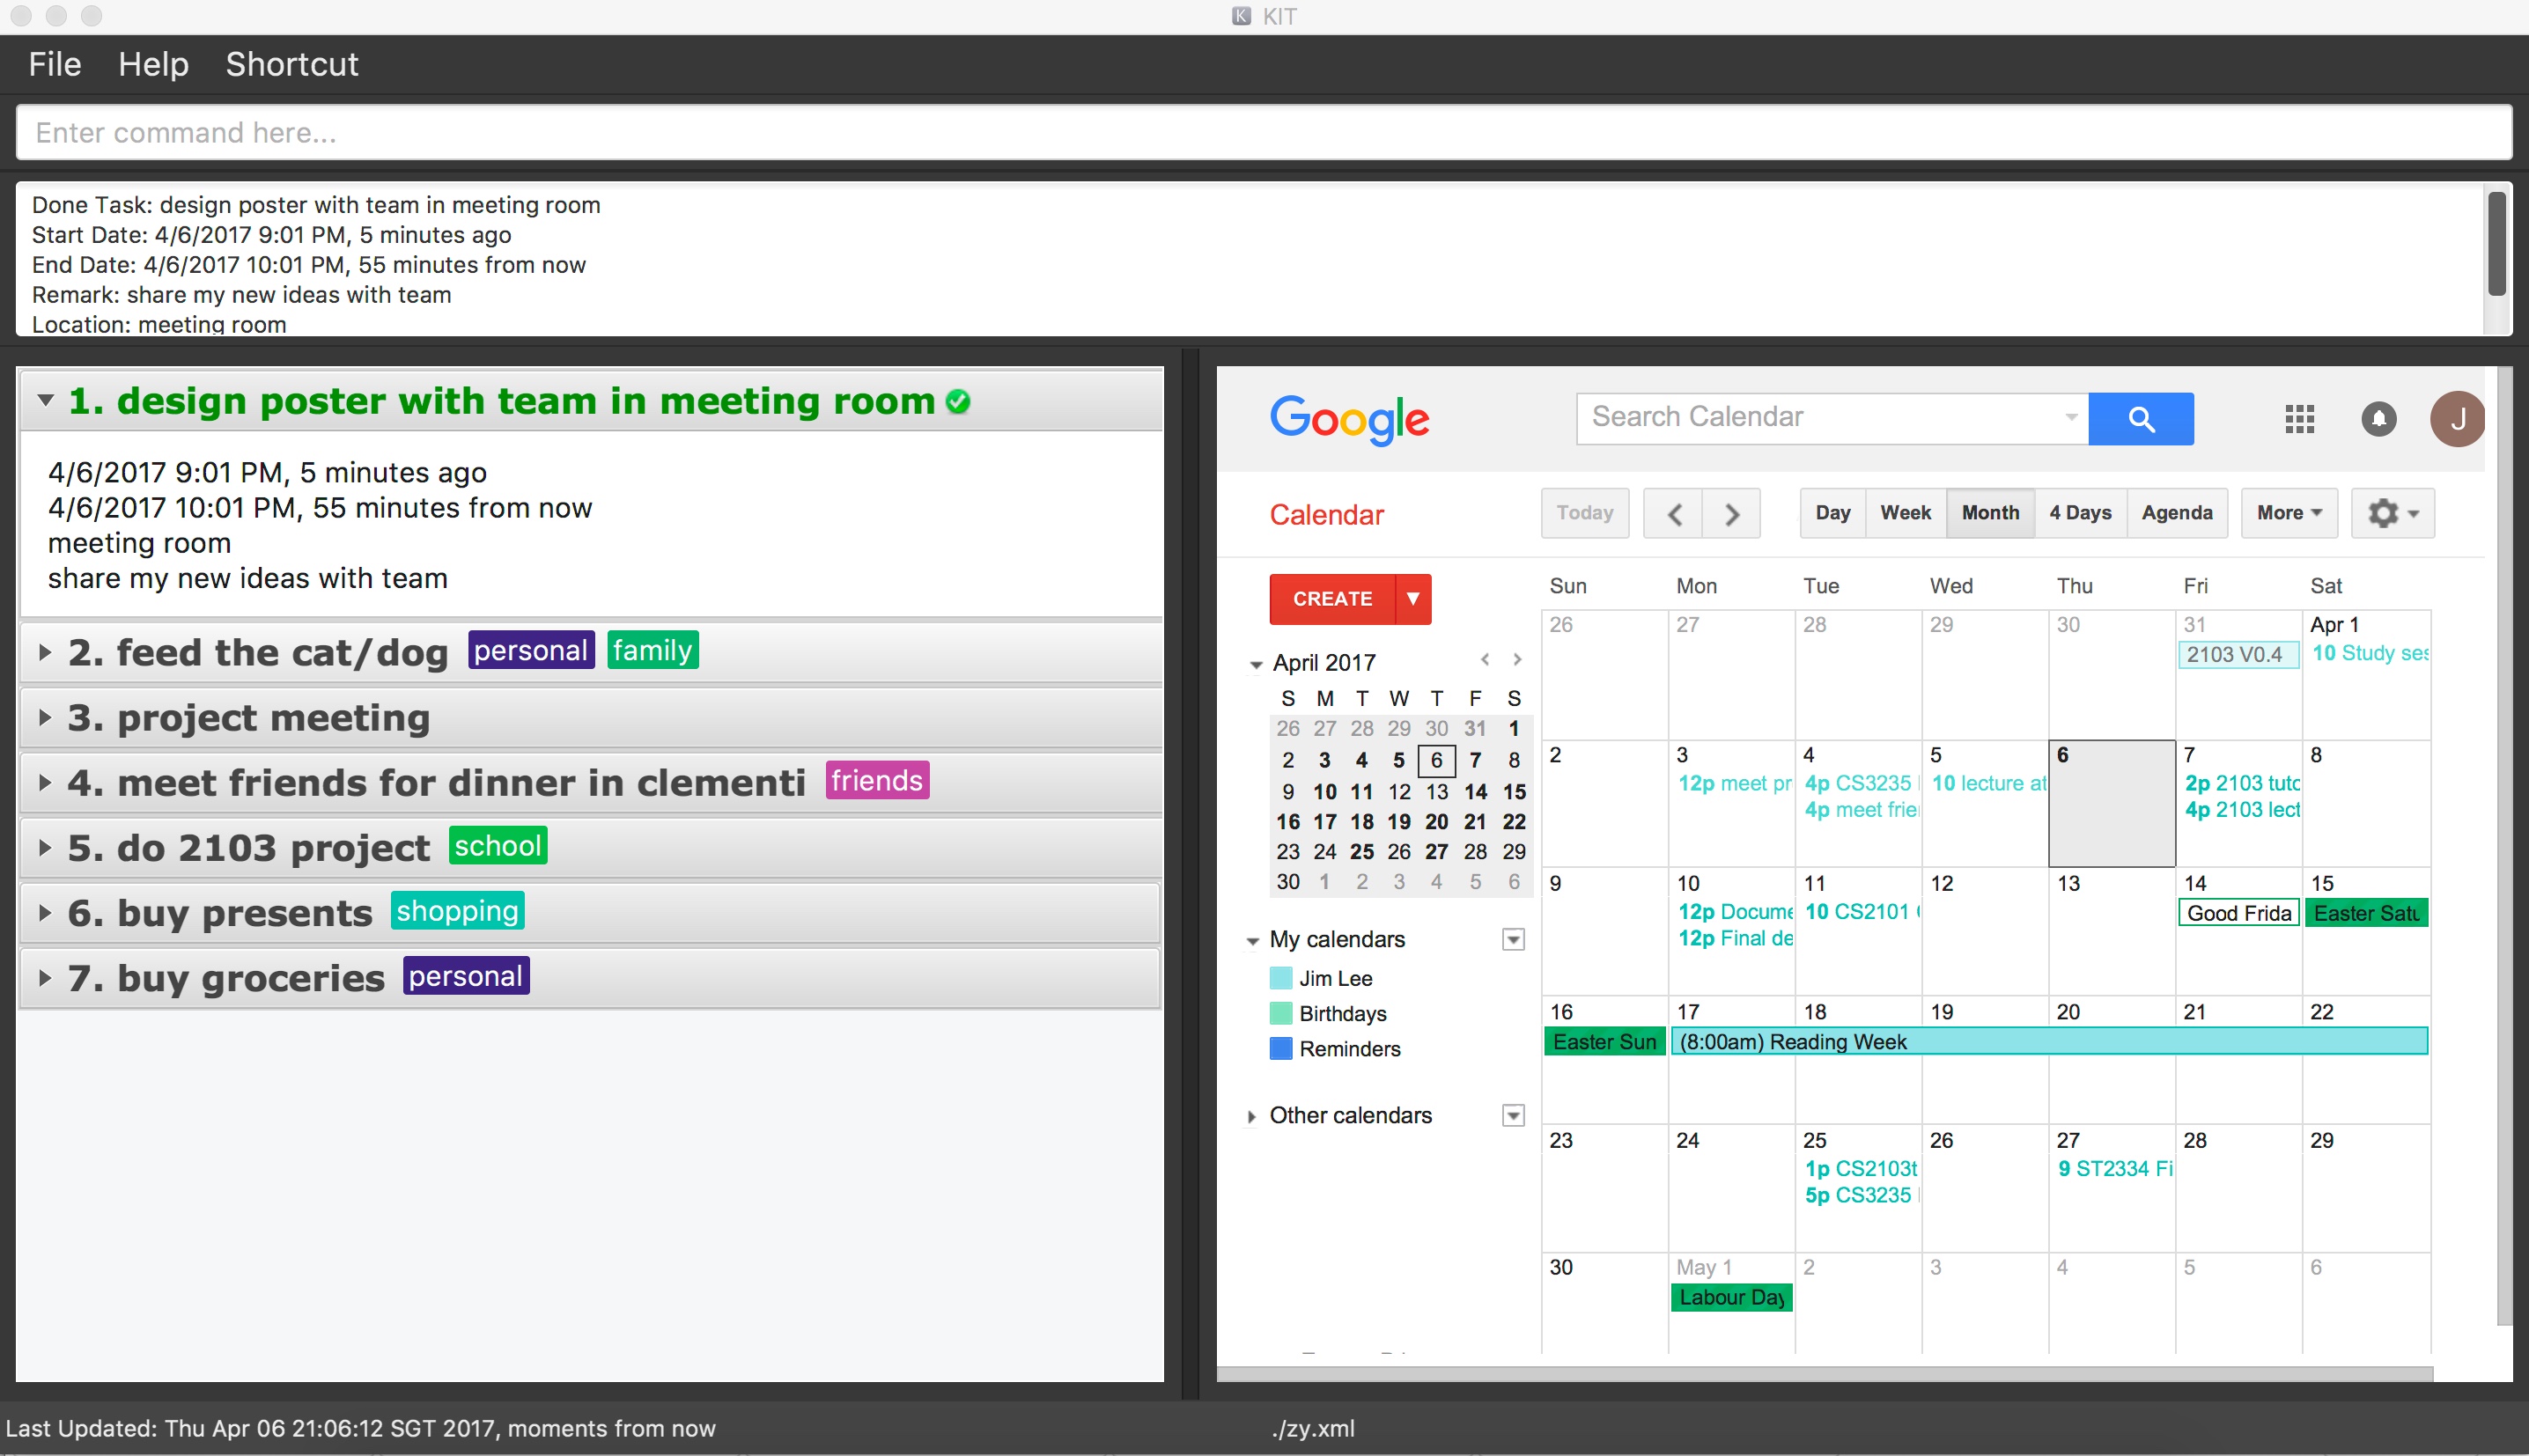 KIT
File Help Shortcut
Enter command here...
Done Task: design poster with team in meeting room
Start Date: 4/6/2017 9:01 PM, 5 minutes ago
End Date: 4/6/2017 10:01 PM, 55 minutes from now
Remark: share my new ideas with team
Location: meeting room
1. design poster with team in meeting room
4/6/2017 9:01 PM, 5 minutes ago
4/6/2017 10:01 PM, 55 minutes from now
meeting room
share my new ideas with team
2. feed the cat/dog personal family
3. project meeting
4. meet friends for dinner in clementi friends
5. do 2103 project school
6. buy presents shopping
7. buy groceries personal
Google
Search Calendar
J
Calendar
Today
Day Week Month 4 Days Agenda
More
CREATE
April 2017
S M T W T F S
26 27 28 29 30 31 1
2 3 4 5 6 7 8
9 10 11 12 13 14 15
16 17 18 19 20 21 22
23 24 25 26 27 28 29
30 1 2 3 4 5 6
My calendars
Jim Lee
Birthdays
Reminders
Other calendars
Sun Mon Tue Wed Thu Fri Sat
26 27 28 29 30 31 Apr 1
2103 V0.4 10 Study ses
2 3 4 5 6 7 8
12p meet pr 4p CS3235 10 lecture at 2p 2103 tuto
4p meet frie 4p 2103 lect
9 10 11 12 13 14 15
12p Docume 10 CS2101 Good Frida Easter Satu
12p Final de
16 17 18 19 20 21 22
Easter Sun (8:00am) Reading Week
23 24 25 26 27 28 29
1p CS2103t 9 ST2334 Fi
5p CS3235
30 May 1 2 3 4 5 6
Labour Day
Last Updated: Thu Apr 06 21:06:12 SGT 2017, moments from now
./zy.xml